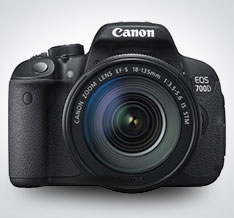 Canon
EOS
700D
CANON ZOOM LENS EF-S 18-135mm 1:3.5-5.6 IS STM